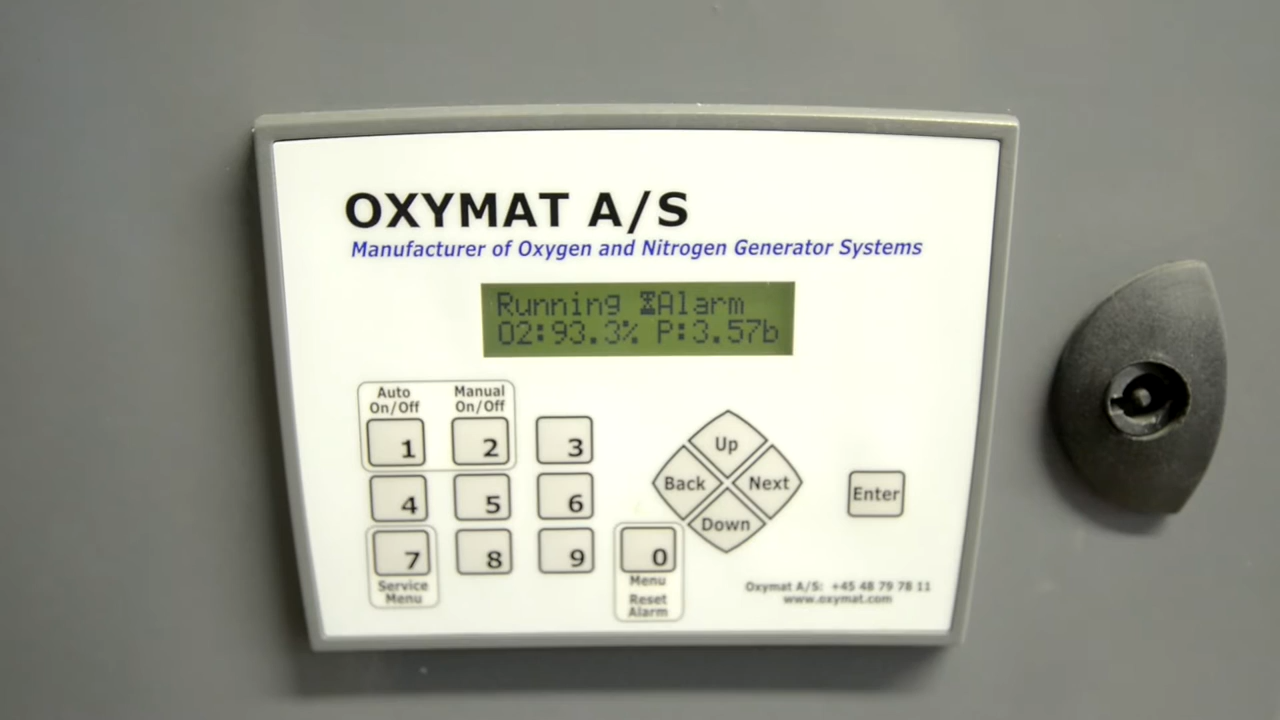 OXYMAT A/S
Manufacturer of Oxygen and Nitrogen Generator Systems
Running ⧗Alarm
O2:93.3% P:3.57b
Auto On/Off
Manual On/Off
1
2
3
4
5
6
7
8
9
0
Service Menu
Menu
Reset Alarm
Up
Back
Next
Down
Enter
Oxymat A/S: +45 48 79 78 11
www.oxymat.com